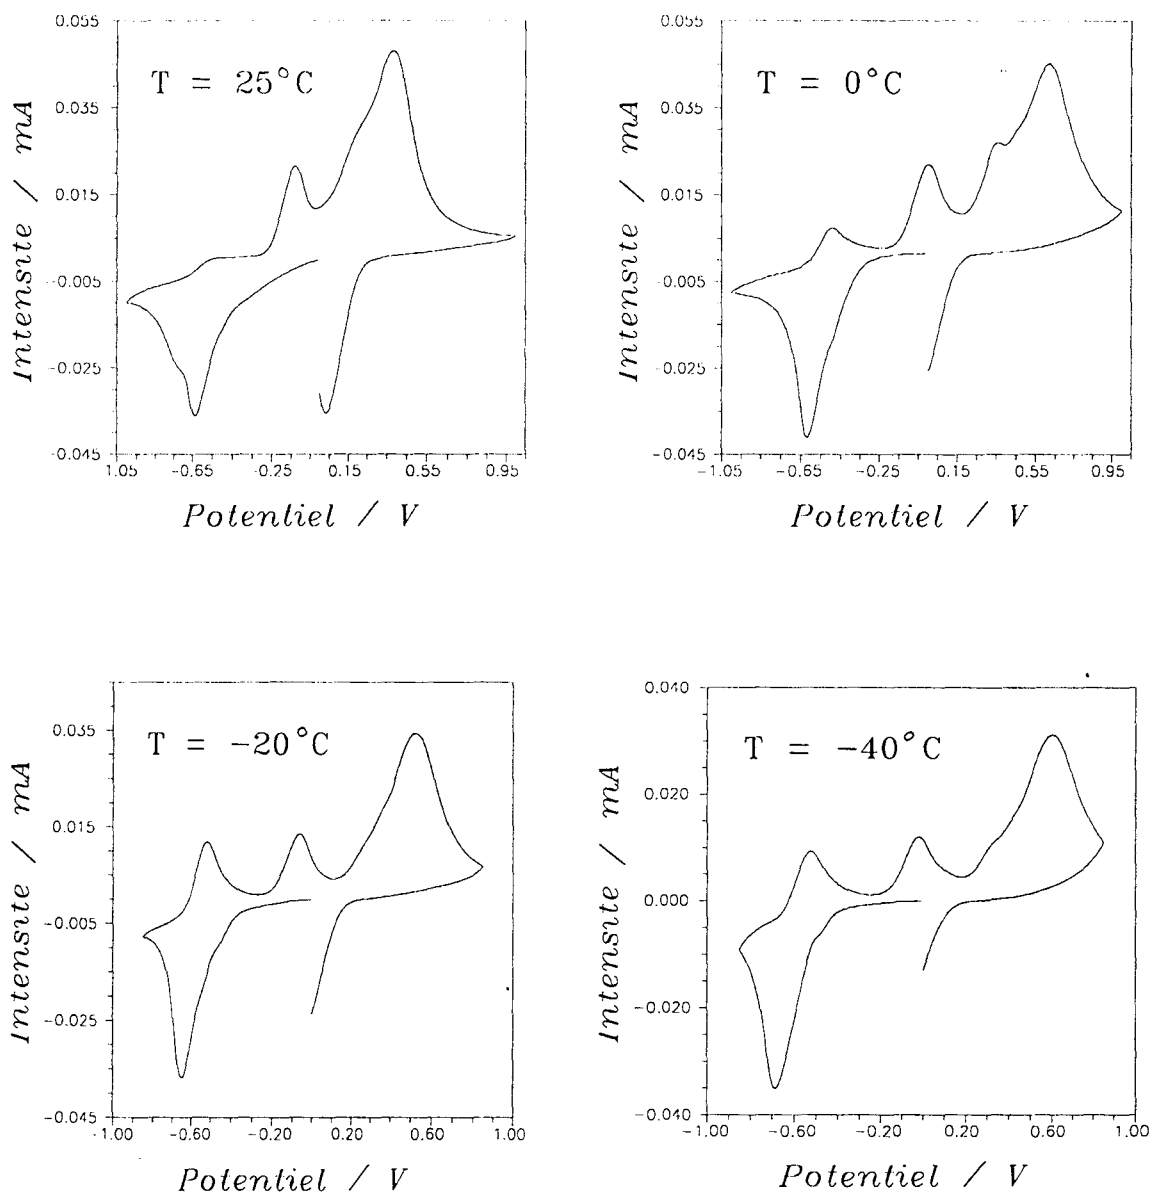 0.055
T = 25°C
0.035
0.015
-0.005
-0.025
-0.045
1.05 -0.65 -0.25 0.15 0.55 0.95
Intensite / mA
Potentiel / V
0.055
T = 0°C
0.035
0.015
-0.005
-0.025
-0.045
-1.05 -0.65 -0.25 0.15 0.55 0.95
Intensite / mA
Potentiel / V
T = -20°C
0.035
0.015
-0.005
-0.025
-0.045
-1.00 -0.60 -0.20 0.20 0.60 1.00
Intensite / mA
Potentiel / V
0.040
T = -40°C
0.020
0.000
-0.020
-0.040
-1.00 -0.60 -0.20 0.20 0.60 1.00
Intensite / mA
Potentiel / V